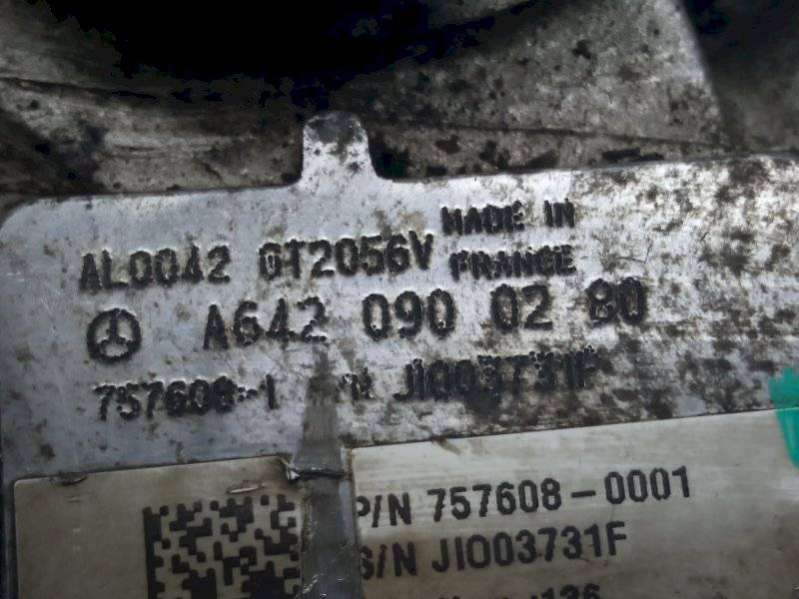 AL0042 GT2056V MADE IN FRANCE
A642 090 02 80
757608-1 S/N JI003731F
P/N 757608-0001
S/N JI003731F